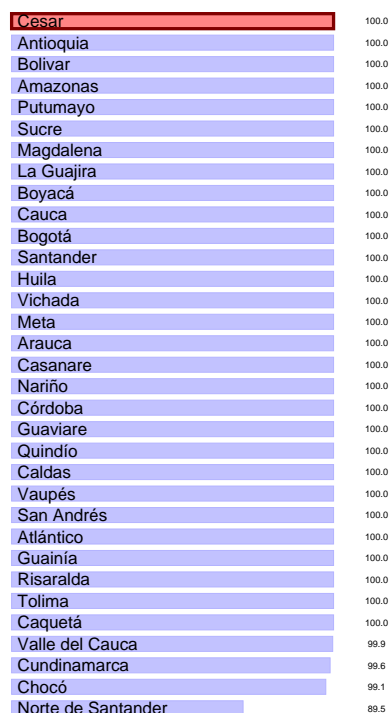 Cesar 100.0
Antioquia 100.0
Bolivar 100.0
Amazonas 100.0
Putumayo 100.0
Sucre 100.0
Magdalena 100.0
La Guajira 100.0
Boyacá 100.0
Cauca 100.0
Bogotá 100.0
Santander 100.0
Huila 100.0
Vichada 100.0
Meta 100.0
Arauca 100.0
Casanare 100.0
Nariño 100.0
Córdoba 100.0
Guaviare 100.0
Quindío 100.0
Caldas 100.0
Vaupés 100.0
San Andrés 100.0
Atlántico 100.0
Guainía 100.0
Risaralda 100.0
Tolima 100.0
Caquetá 100.0
Valle del Cauca 99.9
Cundinamarca 99.6
Chocó 99.1
Norte de Santander 89.5